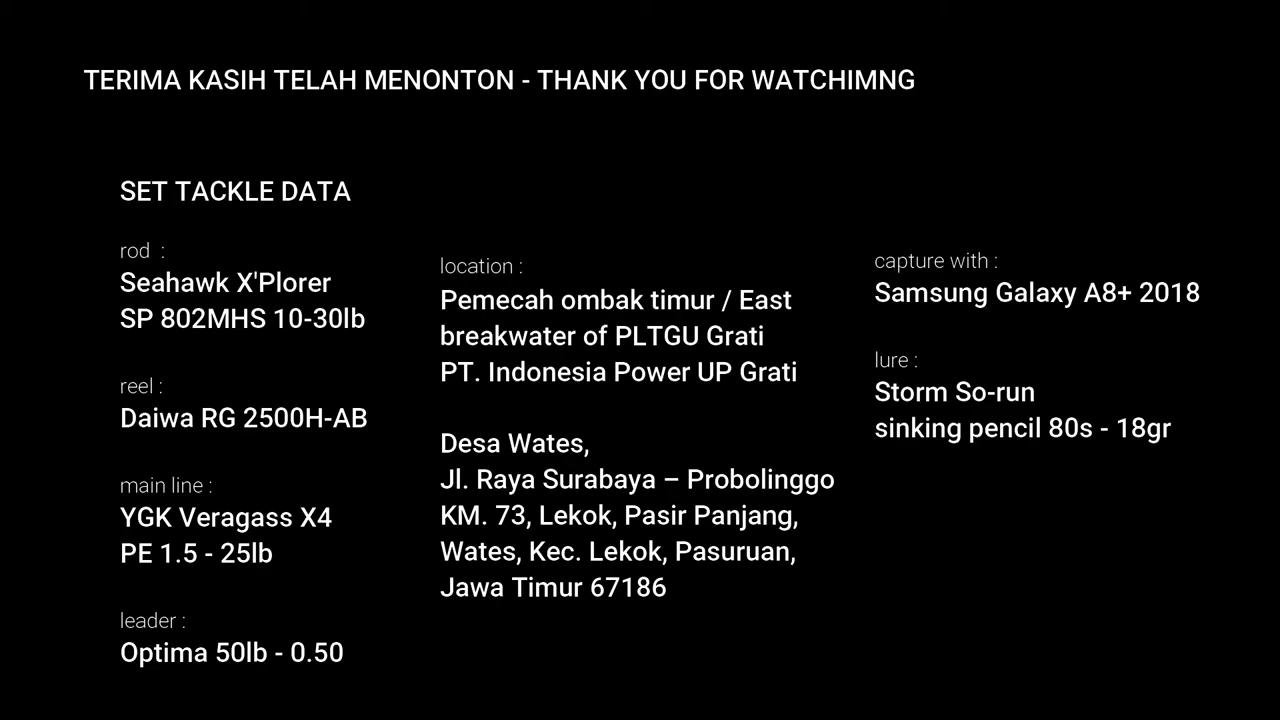 TERIMA KASIH TELAH MENONTON - THANK YOU FOR WATCHIMNG
SET TACKLE DATA
rod :
Seahawk X'Plorer
SP 802MHS 10-30lb
reel :
Daiwa RG 2500H-AB
main line :
YGK Veragass X4
PE 1.5 - 25lb
leader :
Optima 50lb - 0.50
location :
Pemecah ombak timur / East
breakwater of PLTGU Grati
PT. Indonesia Power UP Grati
Desa Wates,
Jl. Raya Surabaya – Probolinggo
KM. 73, Lekok, Pasir Panjang,
Wates, Kec. Lekok, Pasuruan,
Jawa Timur 67186
capture with :
Samsung Galaxy A8+ 2018
lure :
Storm So-run
sinking pencil 80s - 18gr